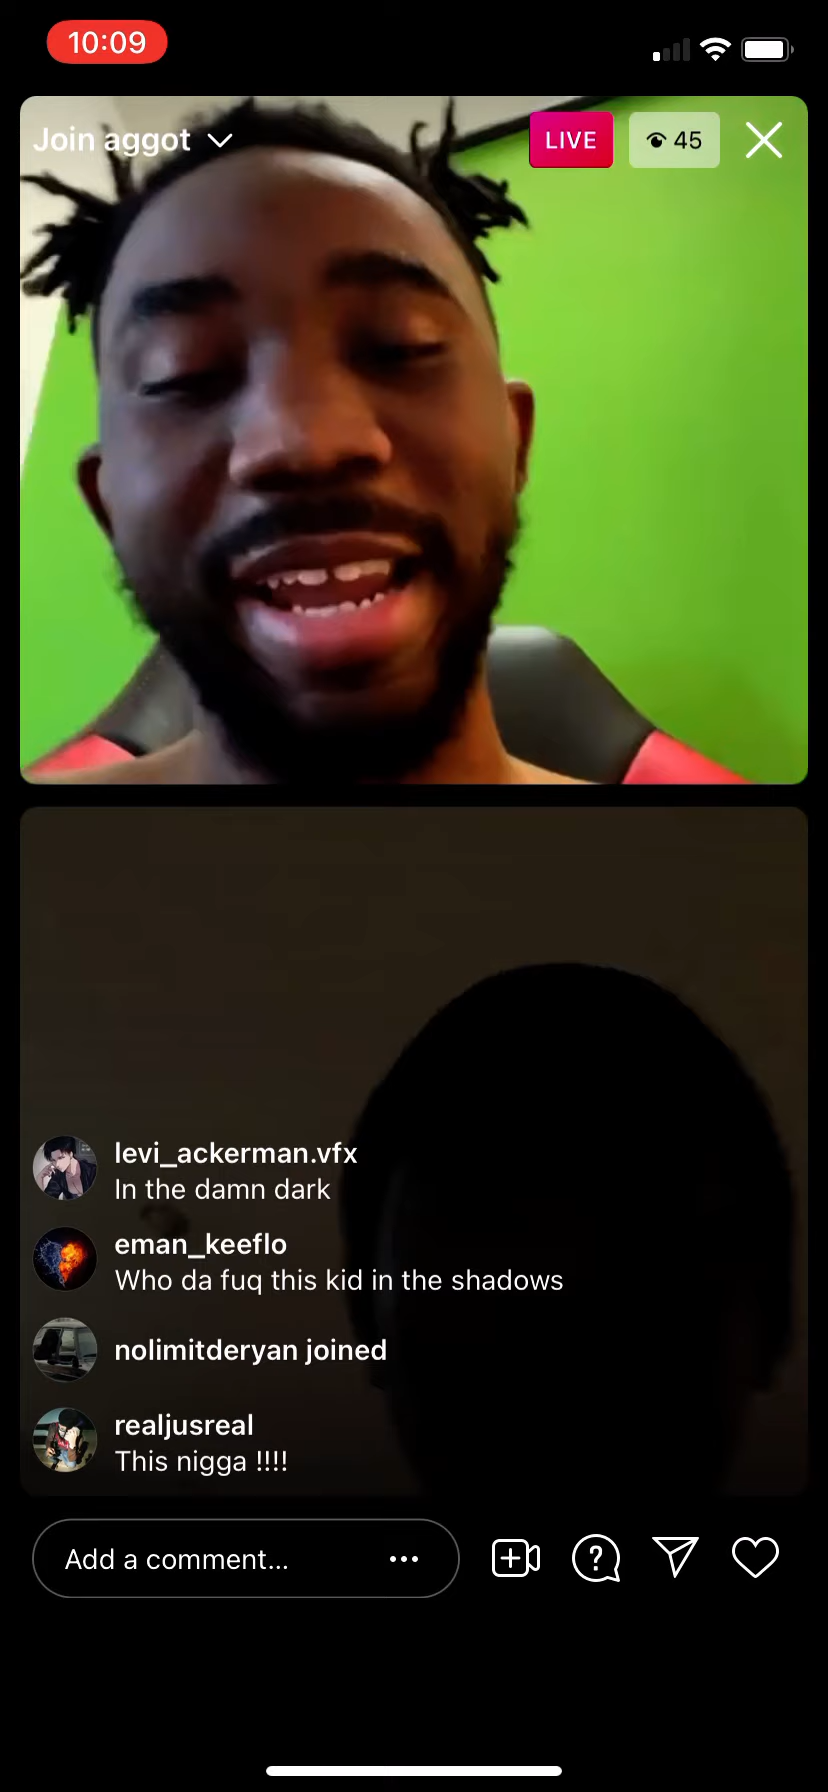 10:09
Join aggot
LIVE
45
levi_ackerman.vfx
In the damn dark
eman_keeflo
Who da fuq this kid in the shadows
nolimitderyan joined
realjusreal
This nigga !!!!
Add a comment...